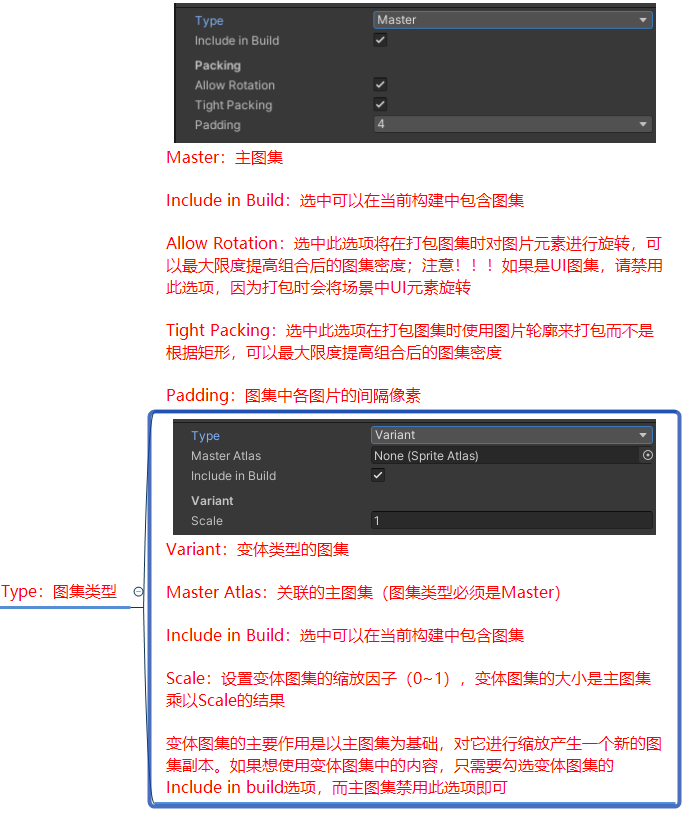 Type Master
Include in Build
Packing
Allow Rotation
Tight Packing
Padding 4
Master：主图集
Include in Build：选中可以在当前构建中包含图集
Allow Rotation：选中此选项将在打包图集时对图片元素进行旋转，可
以最大限度提高组合后的图集密度；注意！！！如果是UI图集，请禁用
此选项，因为打包时会将场景中UI元素旋转
Tight Packing：选中此选项在打包图集时使用图片轮廓来打包而不是
根据矩形，可以最大限度提高组合后的图集密度
Padding：图集中各图片的间隔像素
Type Variant
Master Atlas None (Sprite Atlas)
Include in Build
Variant
Scale 1
Variant：变体类型的图集
Type：图集类型
Master Atlas：关联的主图集（图集类型必须是Master）
Include in Build：选中可以在当前构建中包含图集
Scale：设置变体图集的缩放因子（0~1），变体图集的大小是主图集
乘以Scale的结果
变体图集的主要作用是以主图集为基础，对它进行缩放产生一个新的图
集副本。如果想使用变体图集中的内容，只需要勾选变体图集的
Include in build选项，而主图集禁用此选项即可